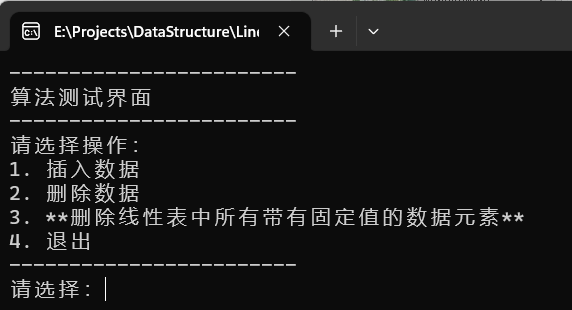 E:\Projects\DataStructure\Line
------------------------
算法测试界面
------------------------
请选择操作:
1. 插入数据
2. 删除数据
3. **删除线性表中所有带有固定值的数据元素**
4. 退出
------------------------
请选择: